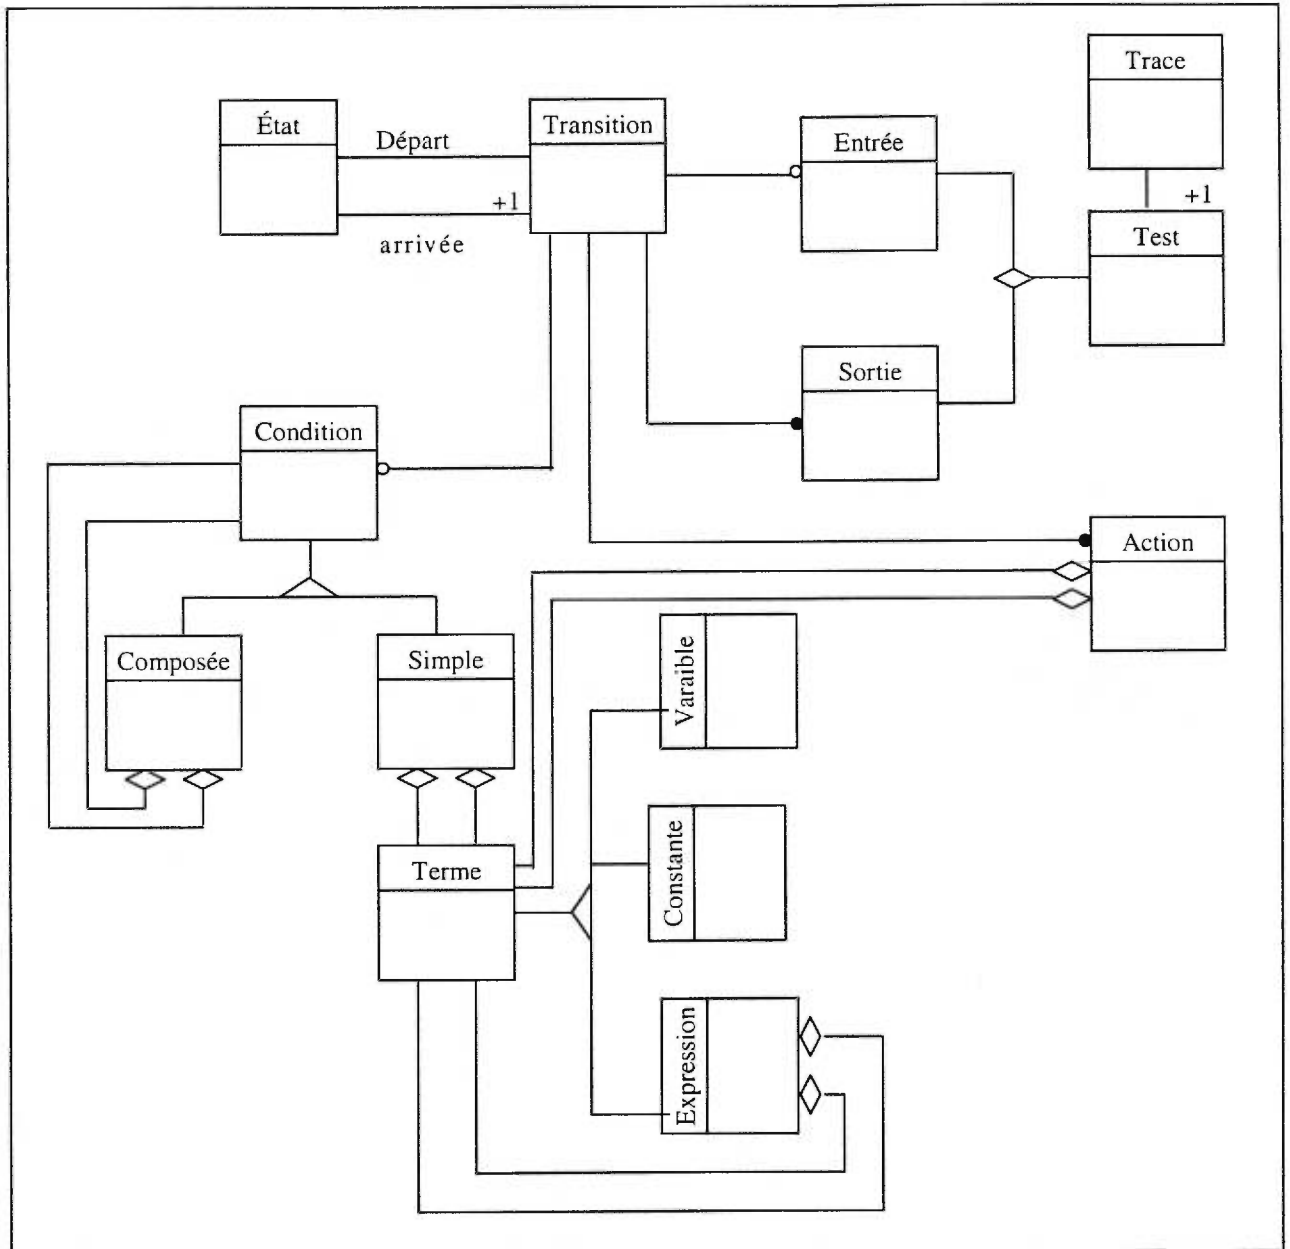 Trace
État
Départ
Transition
Entrée
+1
+1
arrivée
Test
Sortie
Condition
Action
Composée
Simple
Varaible
Constante
Terme
Expression